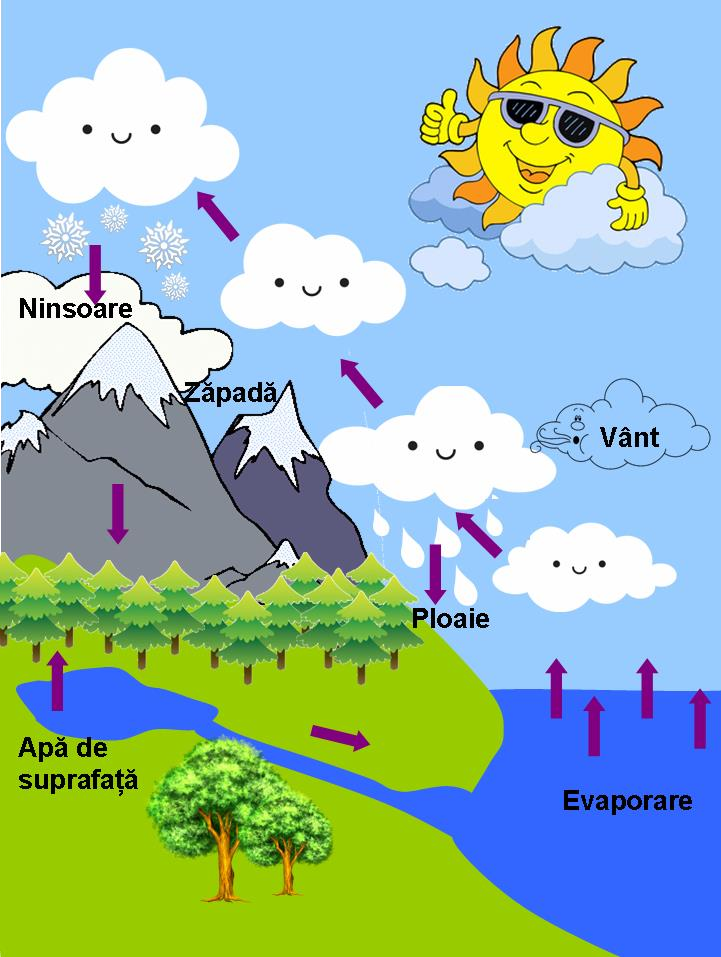 Ninsoare
Zăpadă
Vânt
Ploaie
Apă de
suprafață
Evaporare